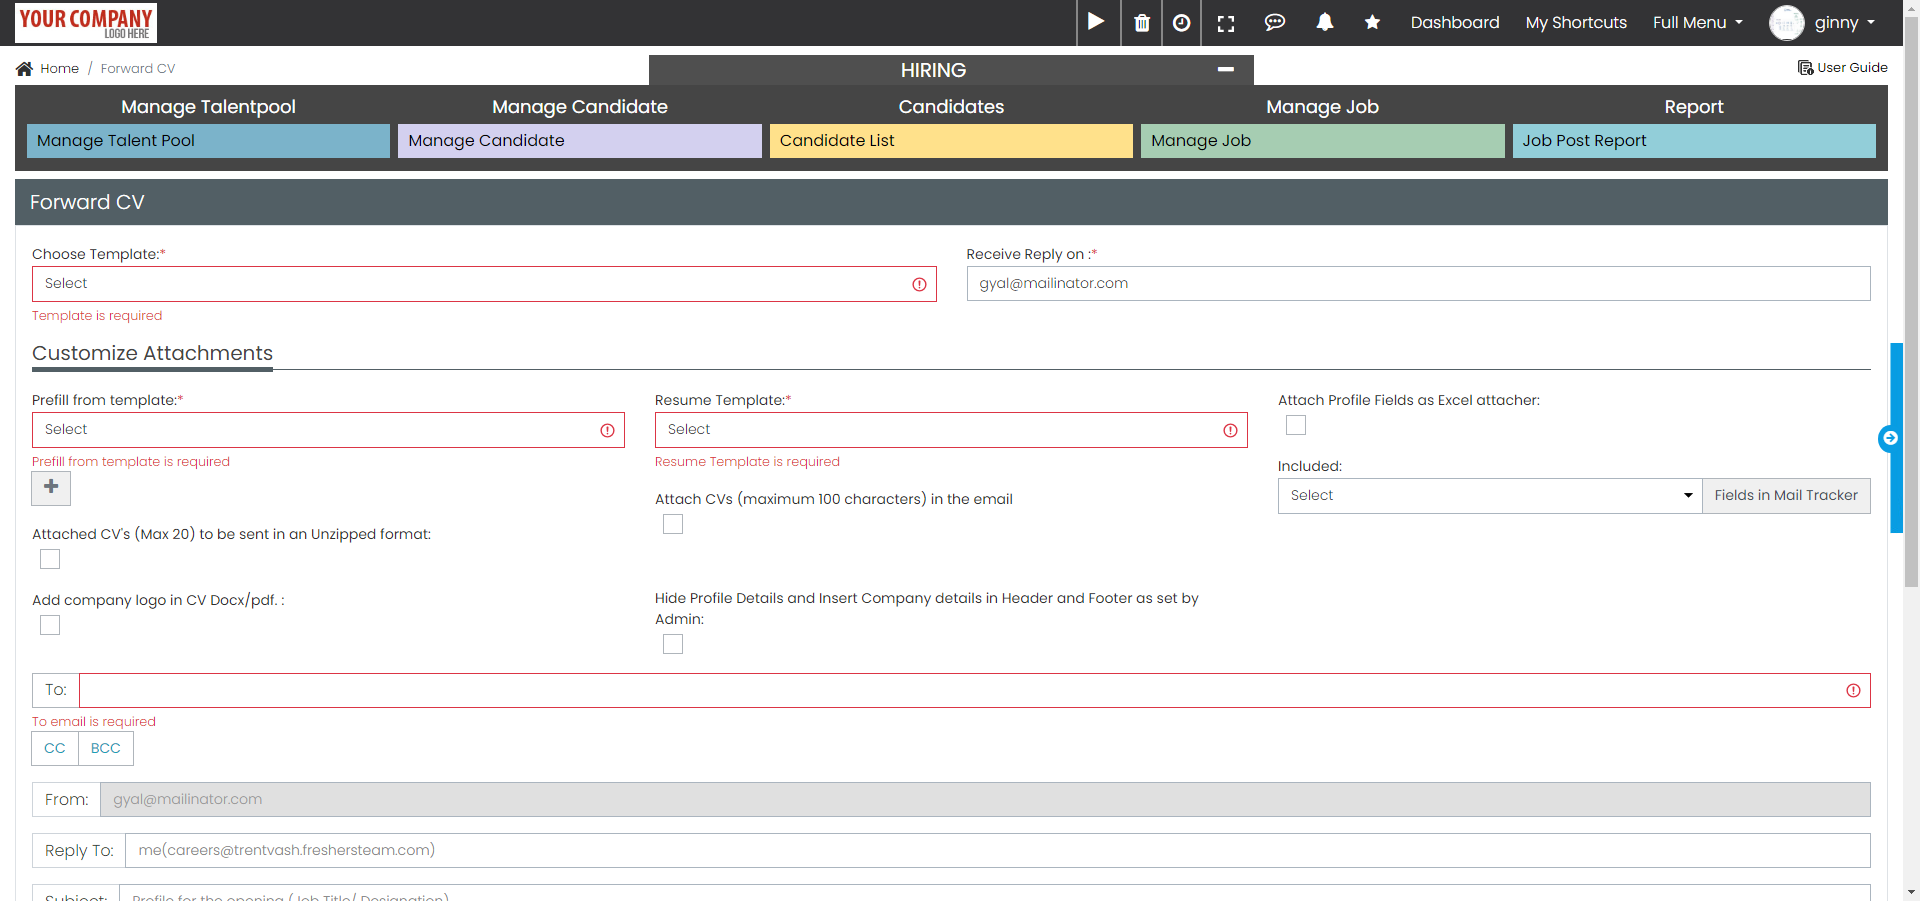 YOUR COMPANY
LOGO HERE
Dashboard
My Shortcuts
Full Menu
ginny
Home / Forward CV
HIRING
User Guide
Manage Talentpool
Manage Candidate
Candidates
Manage Job
Report
Manage Talent Pool
Manage Candidate
Candidate List
Manage Job
Job Post Report
Forward CV
Choose Template:*
Receive Reply on :*
Select
gyal@mailinator.com
Template is required
Customize Attachments
Prefill from template:*
Resume Template:*
Attach Profile Fields as Excel attacher:
Select
Select
Prefill from template is required
Resume Template is required
Included:
Select
Fields in Mail Tracker
Attach CVs (maximum 100 characters) in the email
Attached CV's (Max 20) to be sent in an Unzipped format:
Add company logo in CV Docx/pdf. :
Hide Profile Details and Insert Company details in Header and Footer as set by
Admin:
To:
To email is required
CC
BCC
From:
gyal@mailinator.com
Reply To:
me(careers@trentvash.freshersteam.com)
Subject:
Profile for the opening (Job Title/ Designation)